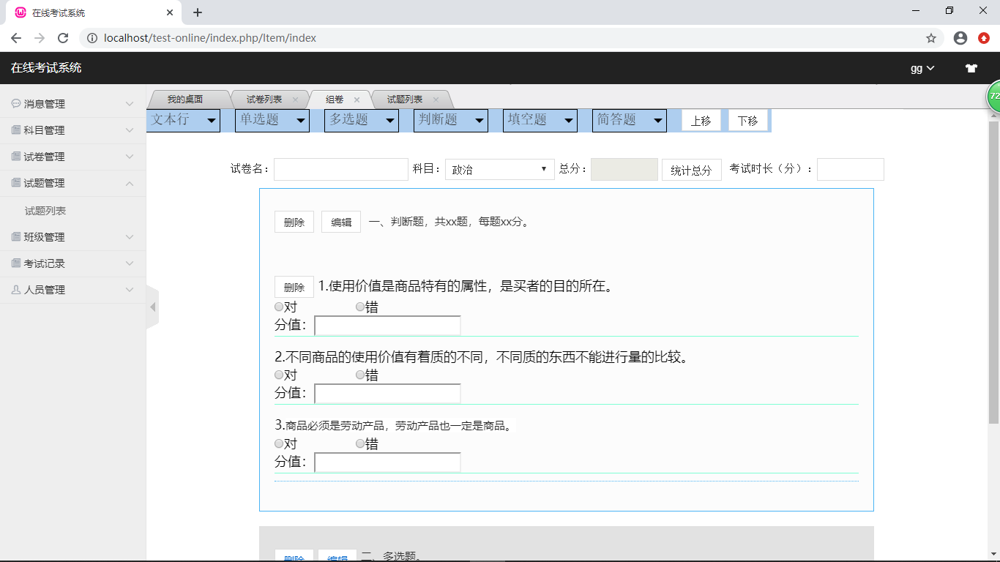 在线考试系统
localhost/test-online/index.php/Item/index
在线考试系统 gg
72
我的桌面 试卷列表 组卷 试题列表
文本行 单选题 多选题 判断题 填空题 简答题 上移 下移
消息管理
科目管理
试卷管理
试题管理
试题列表
班级管理
考试记录
人员管理
试卷名： 科目： 政治 总分： 统计总分 考试时长（分）：
删除 编辑 一、判断题，共xx题，每题xx分。
删除 1.使用价值是商品特有的属性，是买者的目的所在。
对 错
分值：
2.不同商品的使用价值有着质的不同，不同质的东西不能进行量的比较。
对 错
分值：
3.商品必须是劳动产品，劳动产品也一定是商品。
对 错
分值：
删除 编辑 二、多选题。